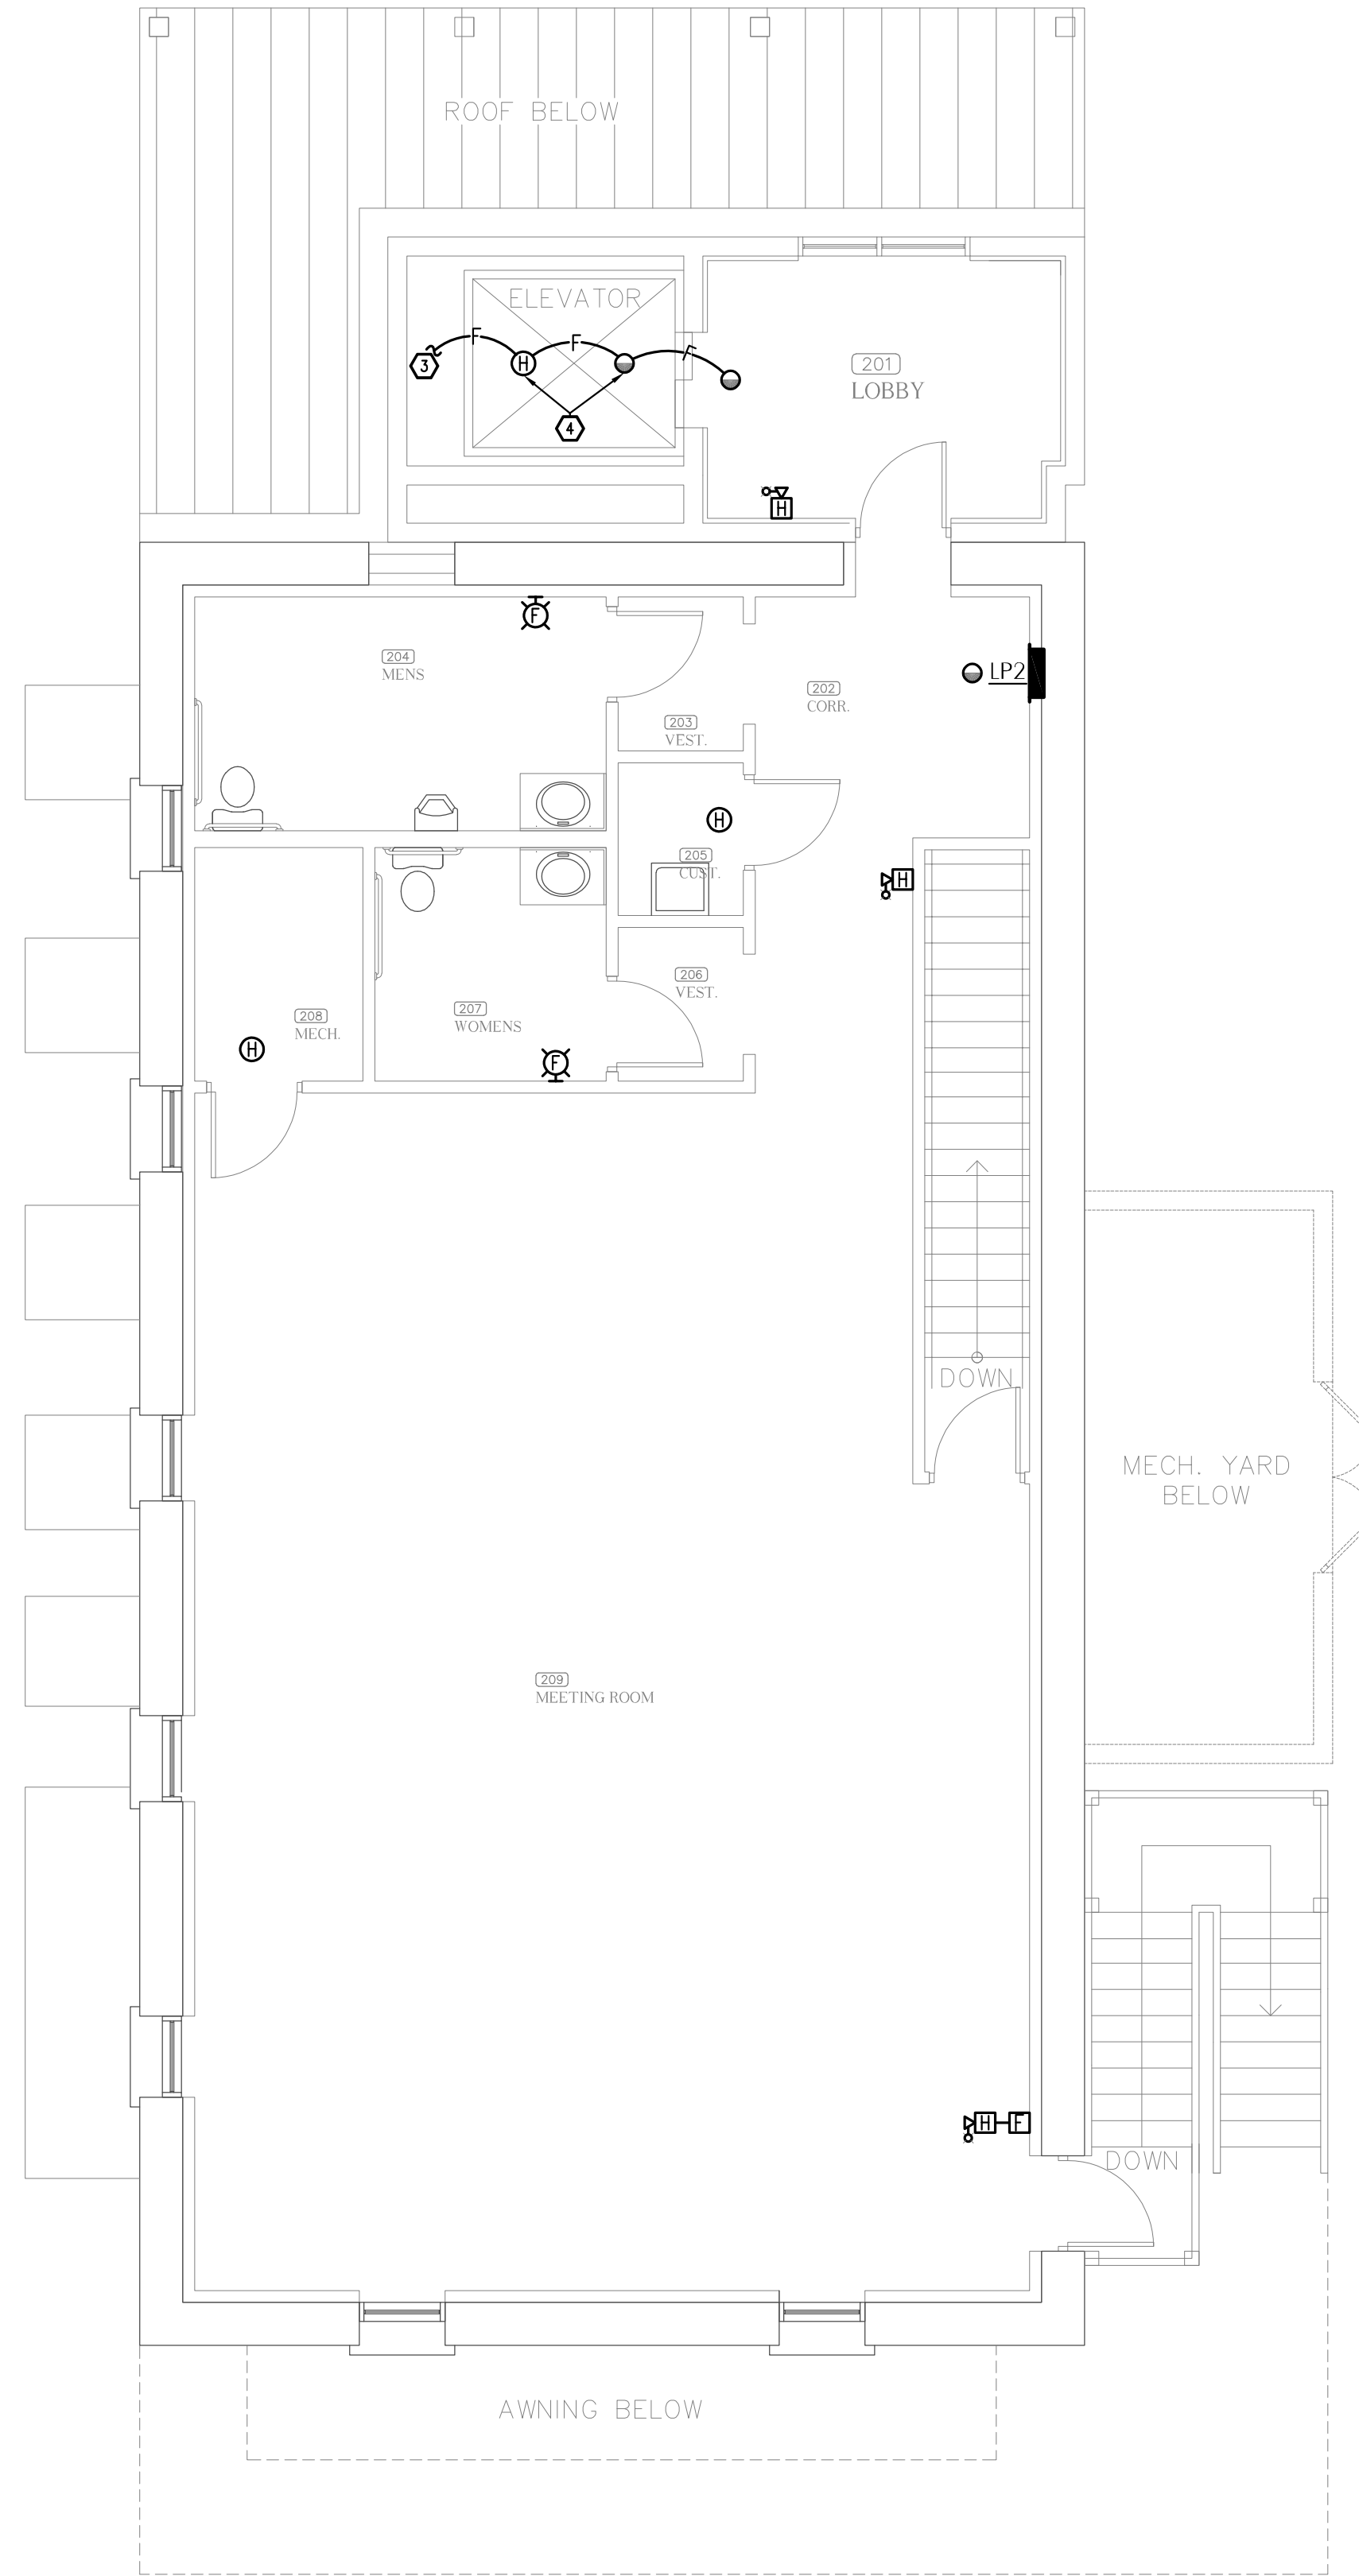 ROOF BELOW
ELEVATOR
F
F
F
3
H
4
201
LOBBY
H
F
204
MENS
LP2
202
CORR.
203
VEST.
H
205
CUST.
H
206
VEST.
207
WOMENS
208
MECH.
H
F
DOWN
MECH. YARD
BELOW
209
MEETING ROOM
H
F
DOWN
AWNING BELOW